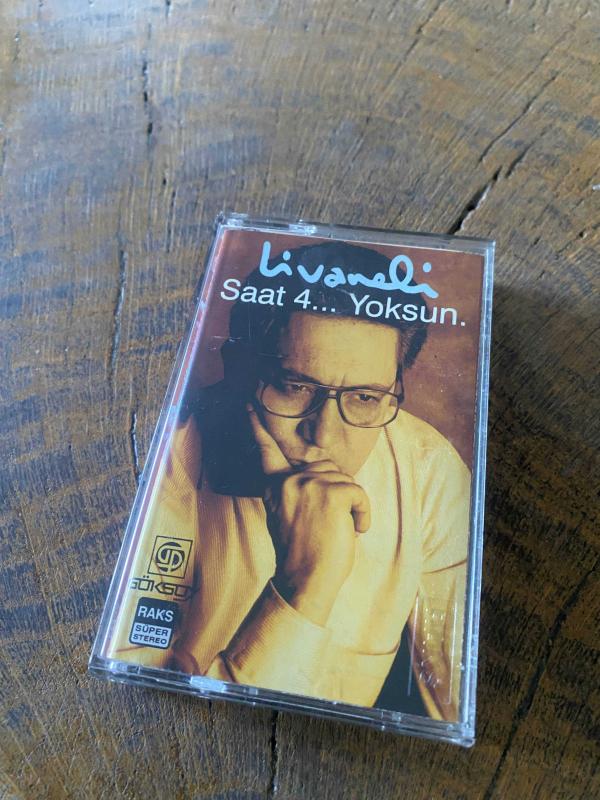 Livaneli
Saat 4... Yoksun.
GÖKSOY
RAKS
SÜPER
STEREO